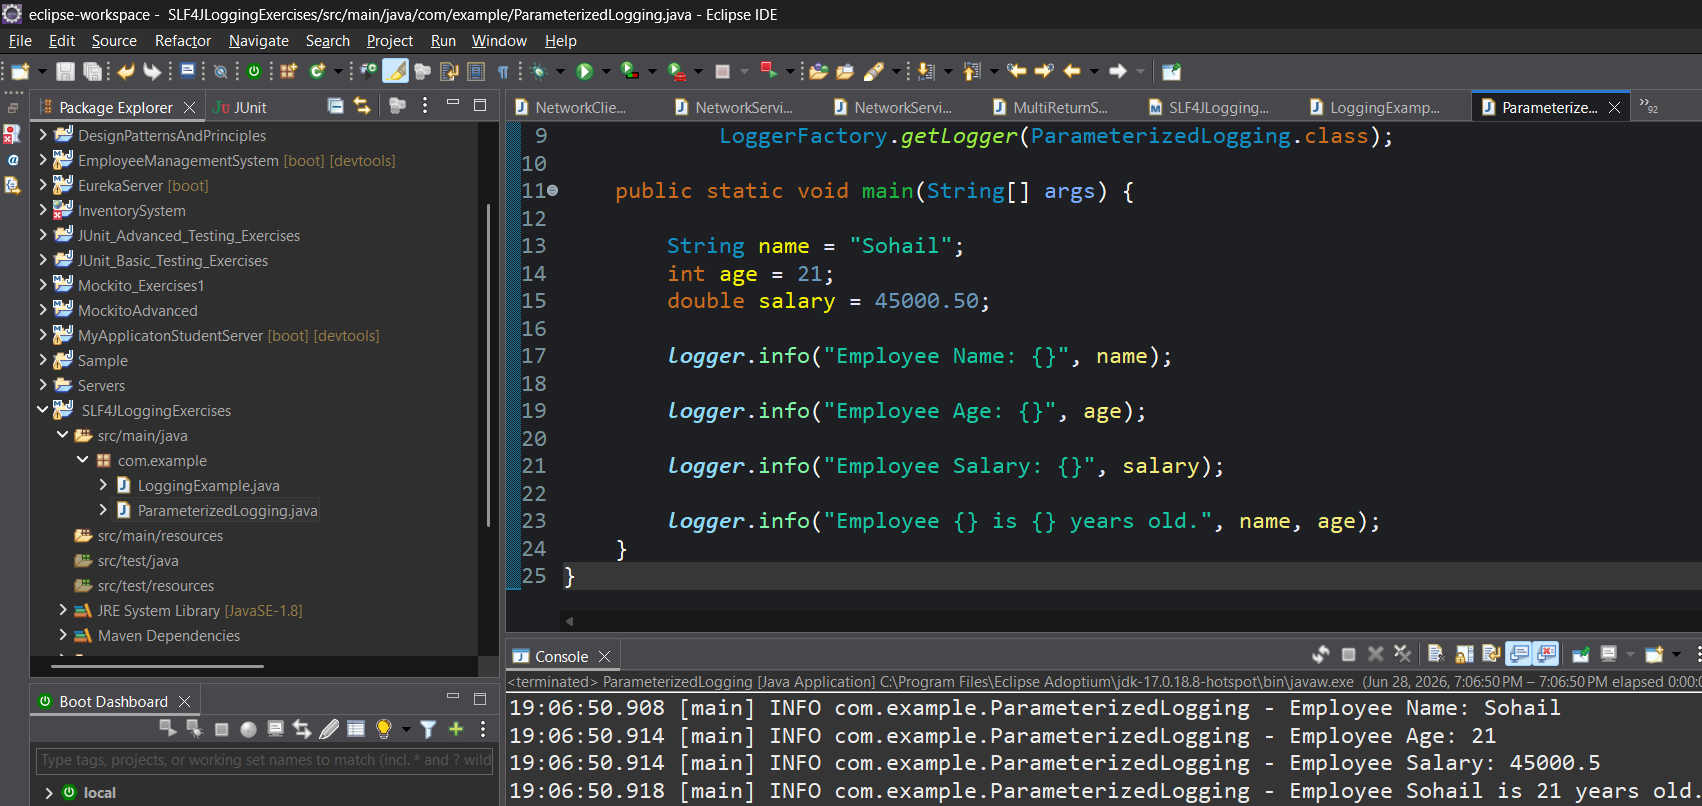 eclipse-workspace - SLF4JLoggingExercises/src/main/java/com/example/ParameterizedLogging.java - Eclipse IDE
File Edit Source Refactor Navigate Search Project Run Window Help
Package Explorer
JUnit
DesignPatternsAndPrinciples
EmployeeManagementSystem [boot] [devtools]
EurekaServer [boot]
InventorySystem
JUnit_Advanced_Testing_Exercises
JUnit_Basic_Testing_Exercises
Mockito_Exercises1
MockitoAdvanced
MyApplicatonStudentServer [boot] [devtools]
Sample
Servers
SLF4JLoggingExercises
src/main/java
com.example
LoggingExample.java
ParameterizedLogging.java
src/main/resources
src/test/java
src/test/resources
JRE System Library [JavaSE-1.8]
Maven Dependencies
Boot Dashboard
Type tags, projects, or working set names to match (incl. * and ? wild
local
NetworkClie... NetworkServi... NetworkServi... MultiReturnS... SLF4JLogging... LoggingExamp... Parameterize... »92
9 LoggerFactory.getLogger(ParameterizedLogging.class);
10
11 public static void main(String[] args) {
12
13 String name = "Sohail";
14 int age = 21;
15 double salary = 45000.50;
16
17 logger.info("Employee Name: {}", name);
18
19 logger.info("Employee Age: {}", age);
20
21 logger.info("Employee Salary: {}", salary);
22
23 logger.info("Employee {} is {} years old.", name, age);
24 }
25 }
Console
<terminated> ParameterizedLogging [Java Application] C:\Program Files\Eclipse Adoptium\jdk-17.0.18.8-hotspot\bin\javaw.exe (Jun 28, 2026, 7:06:50 PM – 7:06:50 PM elapsed 0:00:0
19:06:50.908 [main] INFO com.example.ParameterizedLogging - Employee Name: Sohail
19:06:50.914 [main] INFO com.example.ParameterizedLogging - Employee Age: 21
19:06:50.914 [main] INFO com.example.ParameterizedLogging - Employee Salary: 45000.5
19:06:50.918 [main] INFO com.example.ParameterizedLogging - Employee Sohail is 21 years old.